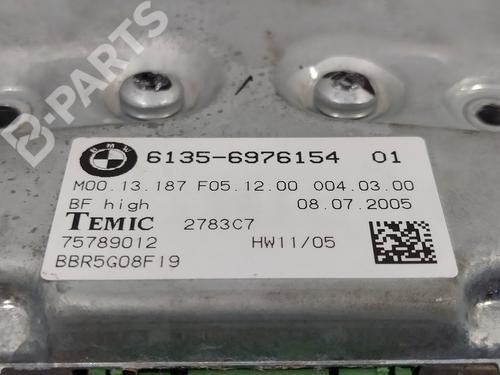 B-PARTS
BMW
6135-6976154 01
M00.13.187 F05.12.00 004.03.00
BF high 08.07.2005
TEMIC 2783C7
75789012 HW11/05
BBR5G08F19